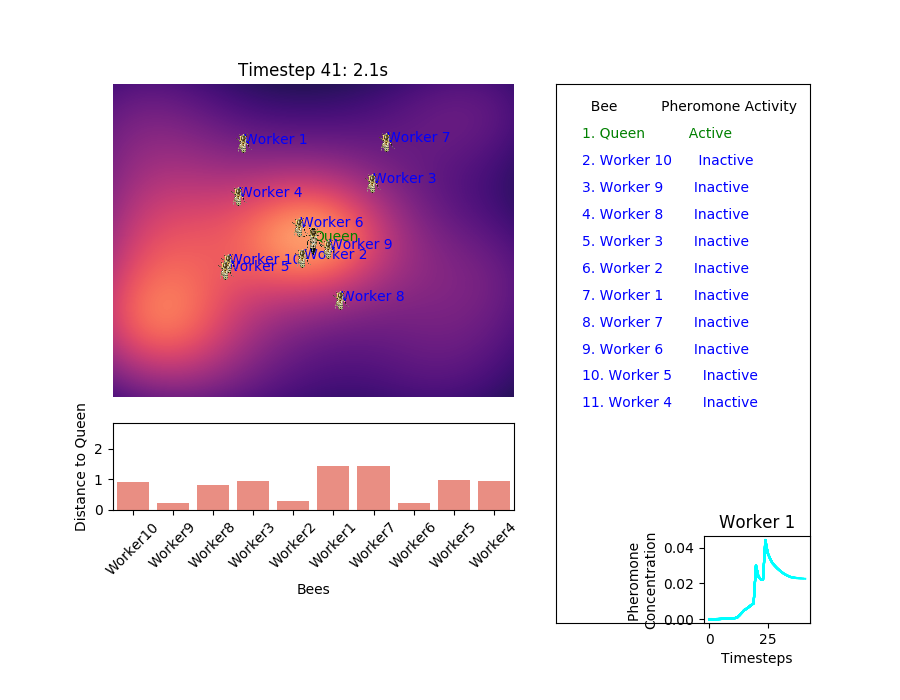 Timestep 41: 2.1s
Worker 1
Worker 7
Worker 3
Worker 4
Worker 6
Queen
Worker 9
Worker 2
Worker 10
Worker 5
Worker 8
Distance to Queen
2
1
0
Worker10
Worker9
Worker8
Worker3
Worker2
Worker1
Worker7
Worker6
Worker5
Worker4
Bees
Bee Pheromone Activity
1. Queen Active
2. Worker 10 Inactive
3. Worker 9 Inactive
4. Worker 8 Inactive
5. Worker 3 Inactive
6. Worker 2 Inactive
7. Worker 1 Inactive
8. Worker 7 Inactive
9. Worker 6 Inactive
10. Worker 5 Inactive
11. Worker 4 Inactive
Worker 1
Pheromone
Concentration
0.04
0.02
0.00
0 25
Timesteps